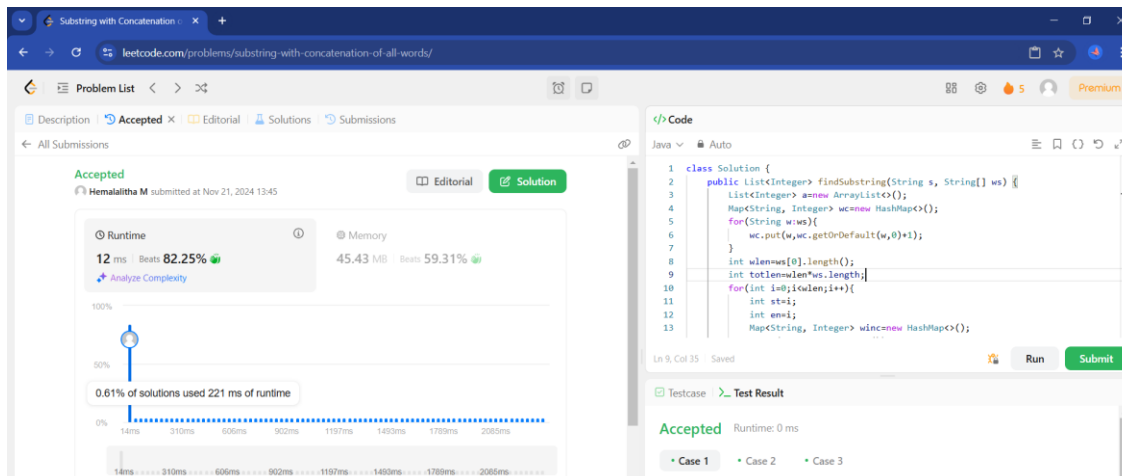 Substring with Concatenation o
leetcode.com/problems/substring-with-concatenation-of-all-words/
Problem List
5
Premium
Description
Accepted
Editorial
Solutions
Submissions
All Submissions
Accepted
Hemalalitha M submitted at Nov 21, 2024 13:45
Editorial
Solution
Runtime
12 ms Beats 82.25%
Analyze Complexity
Memory
45.43 MB Beats 59.31%
100%
50%
0%
0.61% of solutions used 221 ms of runtime
14ms 310ms 606ms 902ms 1197ms 1493ms 1789ms 2085ms
14ms 310ms 606ms 902ms 1197ms 1493ms 1789ms 2085ms
</> Code
Java Auto
1 class Solution {
2 public List<Integer> findSubstring(String s, String[] ws) {
3 List<Integer> a=new ArrayList<>();
4 Map<String, Integer> wc=new HashMap<>();
5 for(String w:ws){
6 wc.put(w,wc.getOrDefault(w,0)+1);
7 }
8 int wlen=ws[0].length();
9 int totlen=wlen*ws.length;
10 for(int i=0;i<wlen;i++){
11 int st=i;
12 int en=i;
13 Map<String, Integer> winc=new HashMap<>();
Ln 9, Col 35 Saved
Run
Submit
Testcase
>_ Test Result
Accepted Runtime: 0 ms
• Case 1 • Case 2 • Case 3